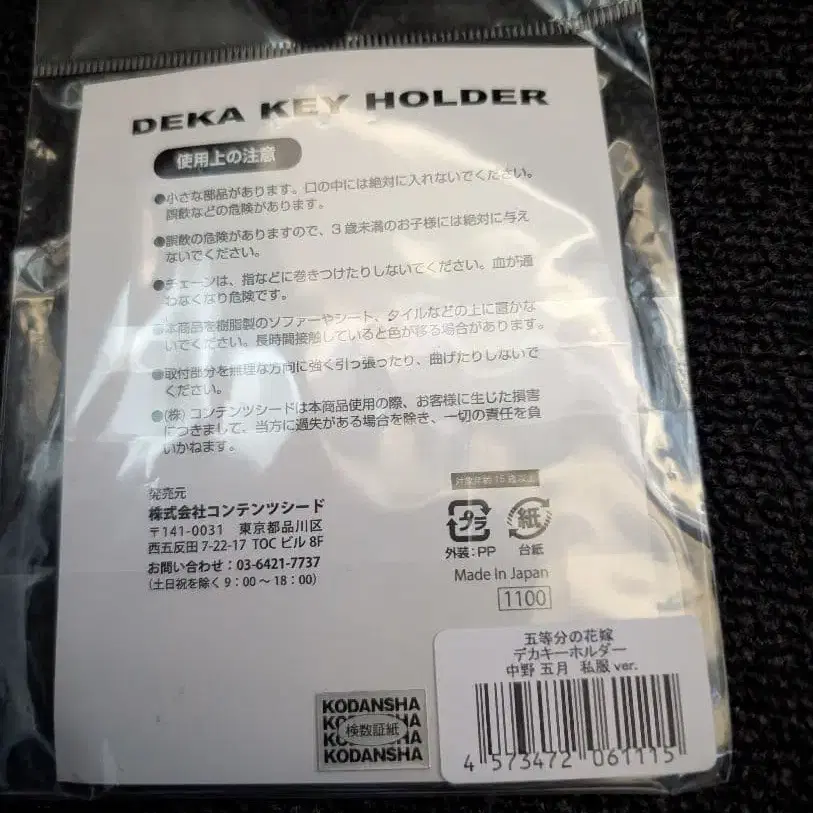 DEKA KEY HOLDER
使用上の注意
●小さな部品があります。口の中には絶対に入れないでください。
誤飲などの危険があります。
●誤飲の危険がありますので、3歳未満のお子様には絶対に与え
ないでください。
●チェーンは、指などに巻きつけたりしないでください。血が通
わなくなり危険です。
●本商品を樹脂製のソファーやシート、タイルなどの上に置かな
いでください。長時間接触していると色が移る場合があります。
●取付部分を無理な方向に強く引っ張ったり、曲げたりしないで
ください。
●(株)コンテンツシードは本商品使用の際、お客様に生じた損害
につきまして、当方に過失がある場合を除き、一切の責任を負
いかねます。
発売元
株式会社コンテンツシード
〒141-0031 東京都品川区
西五反田 7-22-17 TOC ビル 8F
お問い合わせ：03-6421-7737
(土日祝を除く 9：00 〜 18：00)
対象年齢 15 歳以上
プラ 紙
外装：PP 台紙
Made In Japan
1100
五等分の花嫁
デカキーホルダー
中野 五月 私服 ver.
4 573472 061115
KODANSHA
KODANSHA
検数証紙
KODANSHA
KODANSHA